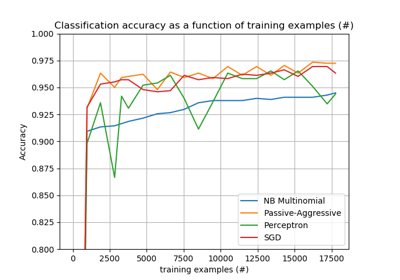 Classification accuracy as a function of training examples (#)
1.000
0.975
0.950
0.925
0.900
0.875
0.850
0.825
0.800
Accuracy
NB Multinomial
Passive-Aggressive
Perceptron
SGD
0 2500 5000 7500 10000 12500 15000 17500
training examples (#)